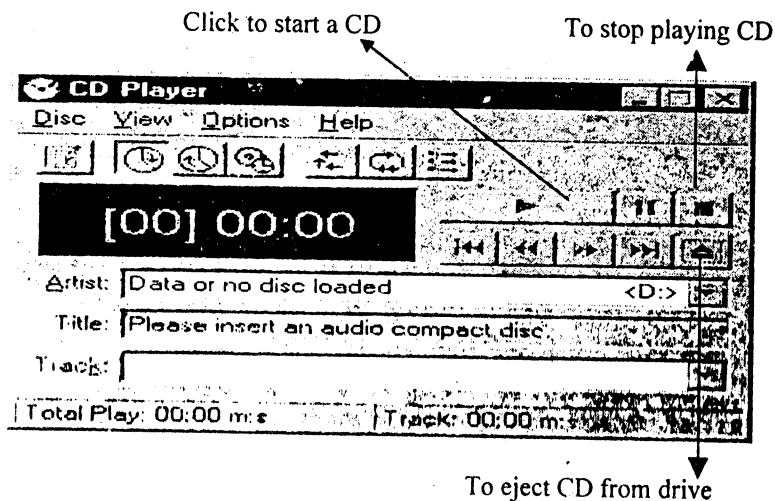 Click to start a CD
To stop playing CD
CD Player
Disc View Options Help
[00] 00:00
Artist: Data or no disc loaded <D:>
Title: Please insert an audio compact disc
Track:
Total Play: 00:00 m:s Track: 00:00 m:s
To eject CD from drive